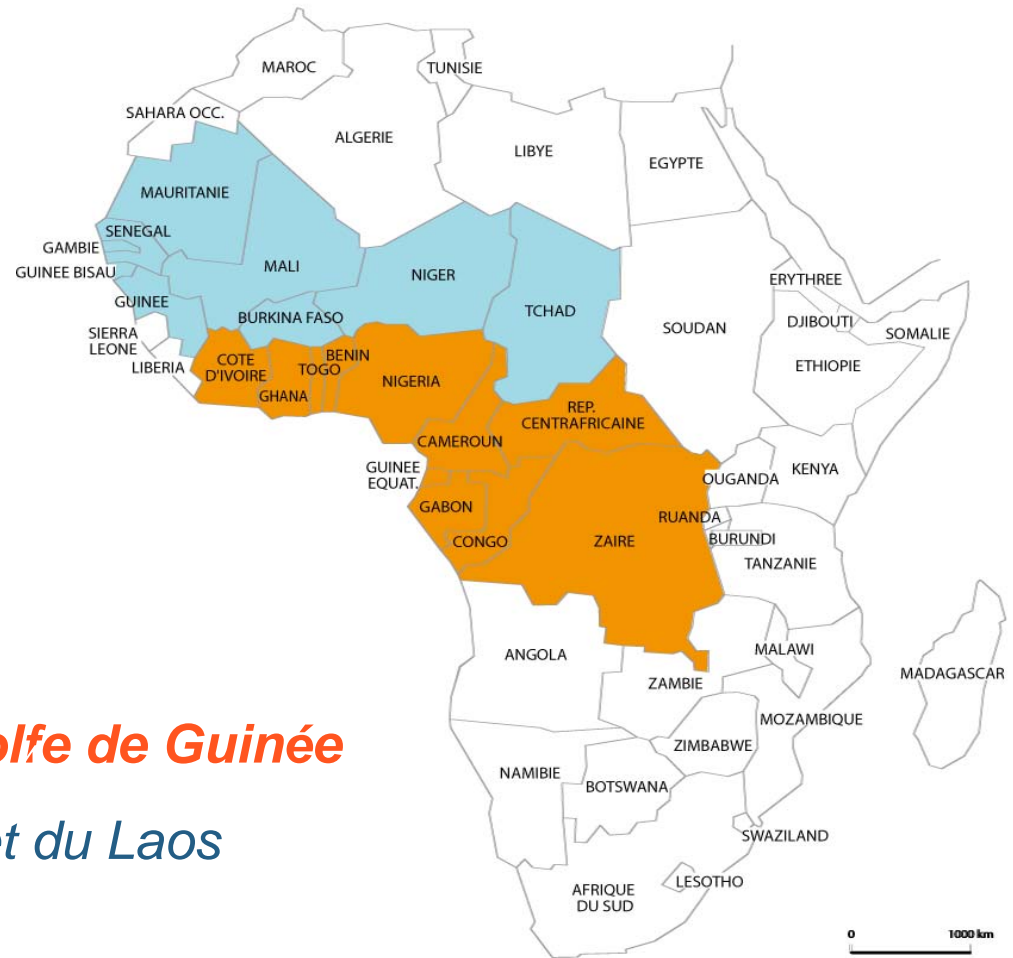 MAROC
TUNISIE
SAHARA OCC.
ALGERIE
LIBYE
EGYPTE
MAURITANIE
SENEGAL
GAMBIE
MALI
NIGER
GUINEE BISAU
ERYTHREE
GUINEE
TCHAD
BURKINA FASO
DJIBOUTI
SOUDAN
SOMALIE
SIERRA
LEONE
LIBERIA
COTE
D'IVOIRE
BENIN
TOGO
NIGERIA
ETHIOPIE
GHANA
REP.
CENTRAFRICAINE
CAMEROUN
GUINEE
EQUAT.
OUGANDA
KENYA
GABON
RUANDA
CONGO
ZAIRE
BURUNDI
TANZANIE
ANGOLA
MALAWI
ZAMBIE
MADAGASCAR
MOZAMBIQUE
olfe de Guinée
ZIMBABWE
NAMIBIE
BOTSWANA
et du Laos
SWAZILAND
LESOTHO
AFRIQUE
DU SUD
0 1000 km